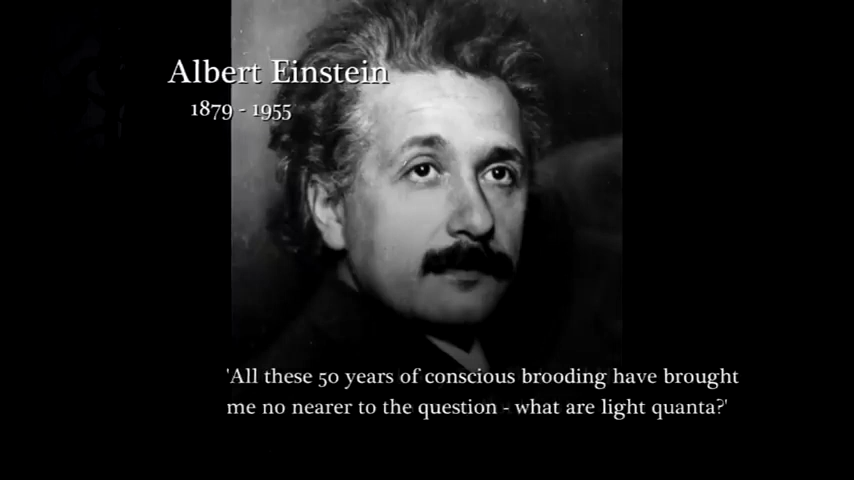 Albert Einstein
1879 - 1955
'All these 50 years of conscious brooding have brought
me no nearer to the question - what are light quanta?'